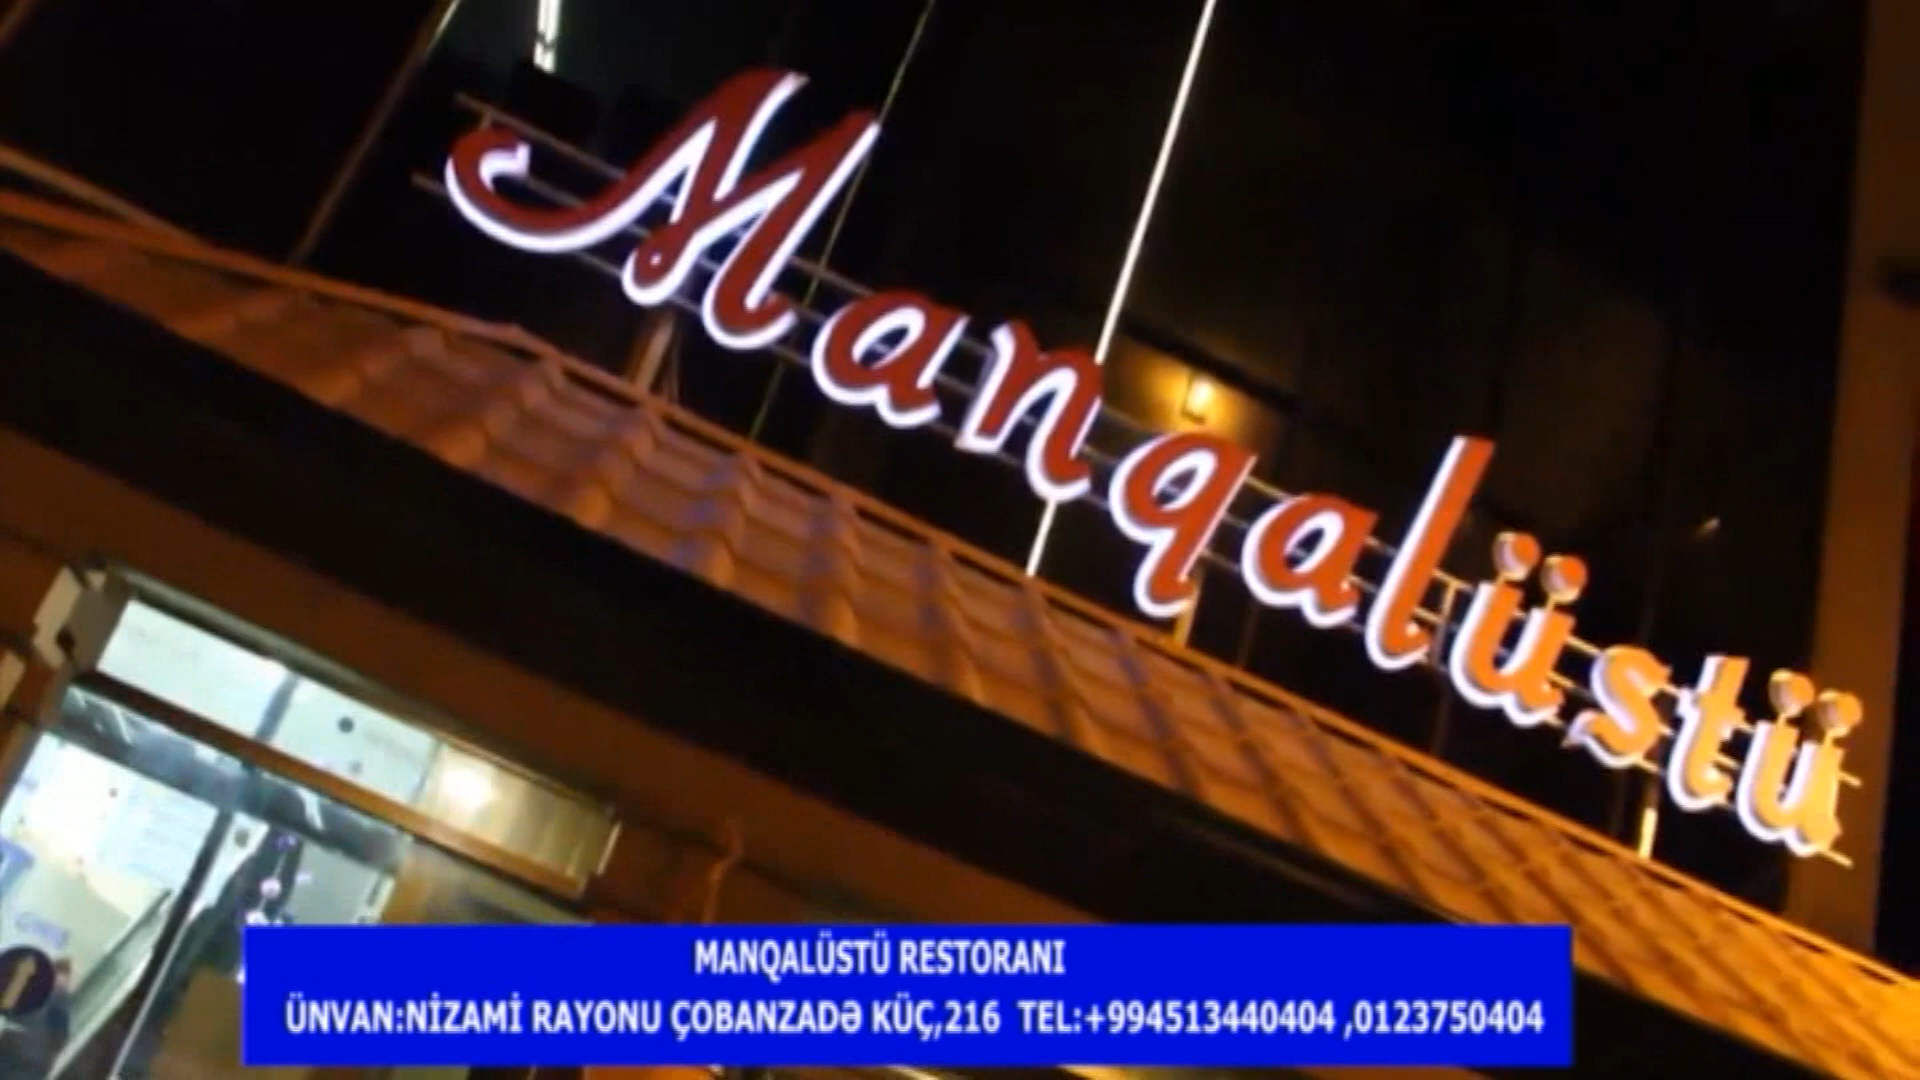 Manqalüstü
MANQALÜSTÜ RESTORANI
ÜNVAN:NİZAMİ RAYONU ÇOBANZADƏ KÜÇ,216 TEL:+994513440404 ,0123750404